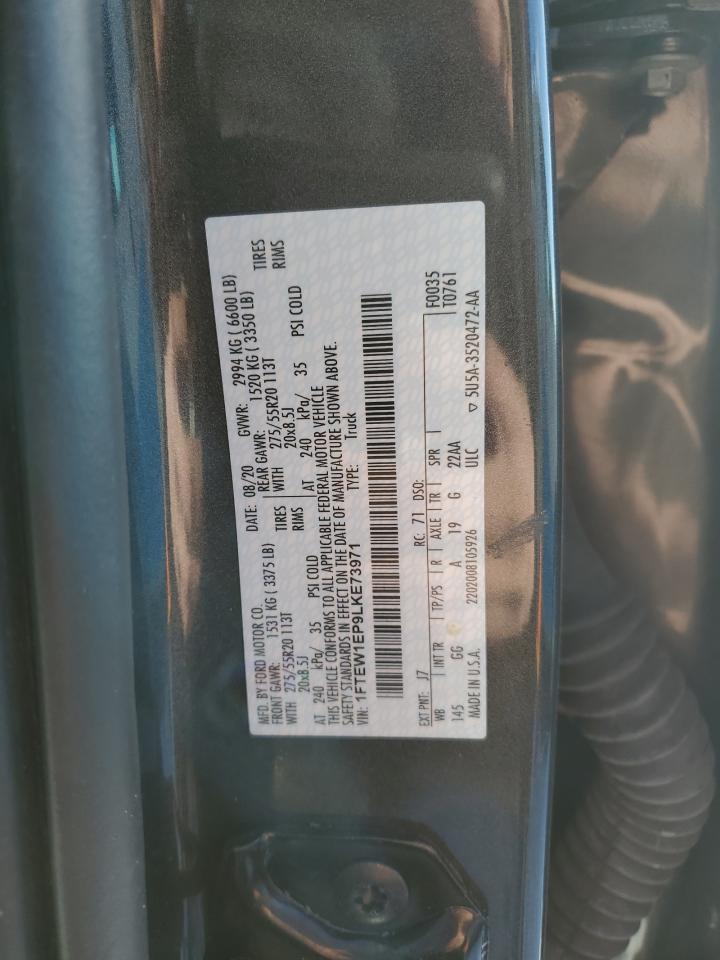 MFD. BY FORD MOTOR CO.
DATE: 08/20 GVWR: 2994 KG ( 6600 LB)
FRONT GAWR: 1531 KG ( 3375 LB) REAR GAWR: 1520 KG ( 3350 LB)
WITH 275/55R20 113T TIRES WITH 275/55R20 113T TIRES
20x8.5J RIMS 20x8.5J RIMS
AT 240 kPa/ 35 PSI COLD AT 240 kPa/ 35 PSI COLD
THIS VEHICLE CONFORMS TO ALL APPLICABLE FEDERAL MOTOR VEHICLE
SAFETY STANDARDS IN EFFECT ON THE DATE OF MANUFACTURE SHOWN ABOVE.
VIN: 1FTEW1EP9LKE73971 TYPE: Truck
F0035
T0761
EXT PNT: J7 RC: 71 DSO:
WB INT TR TP/PS R AXLE TR SPR
145 GG A 19 G 22AA
MADE IN U.S.A. 2202008105926 ULC
▽ 5U5A-3520472-AA